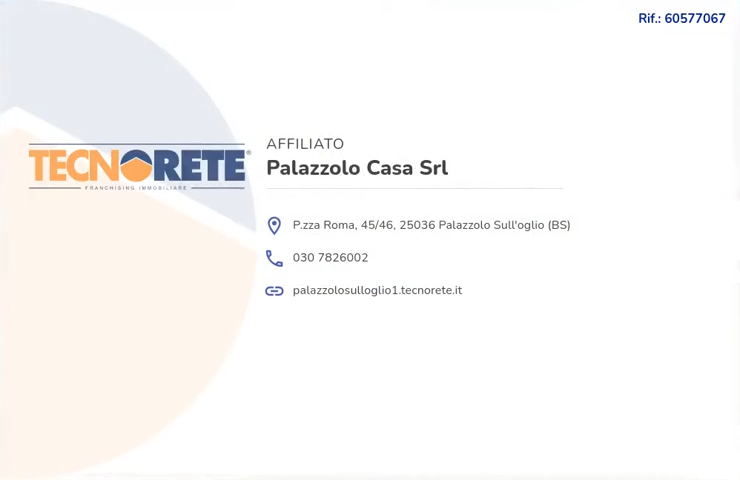 Rif.: 60577067
AFFILIATO
TECNORETE®
Palazzolo Casa Srl
FRANCHISING IMMOBILIARE
P.zza Roma, 45/46, 25036 Palazzolo Sull'oglio (BS)
030 7826002
palazzolosulloglio1.tecnorete.it